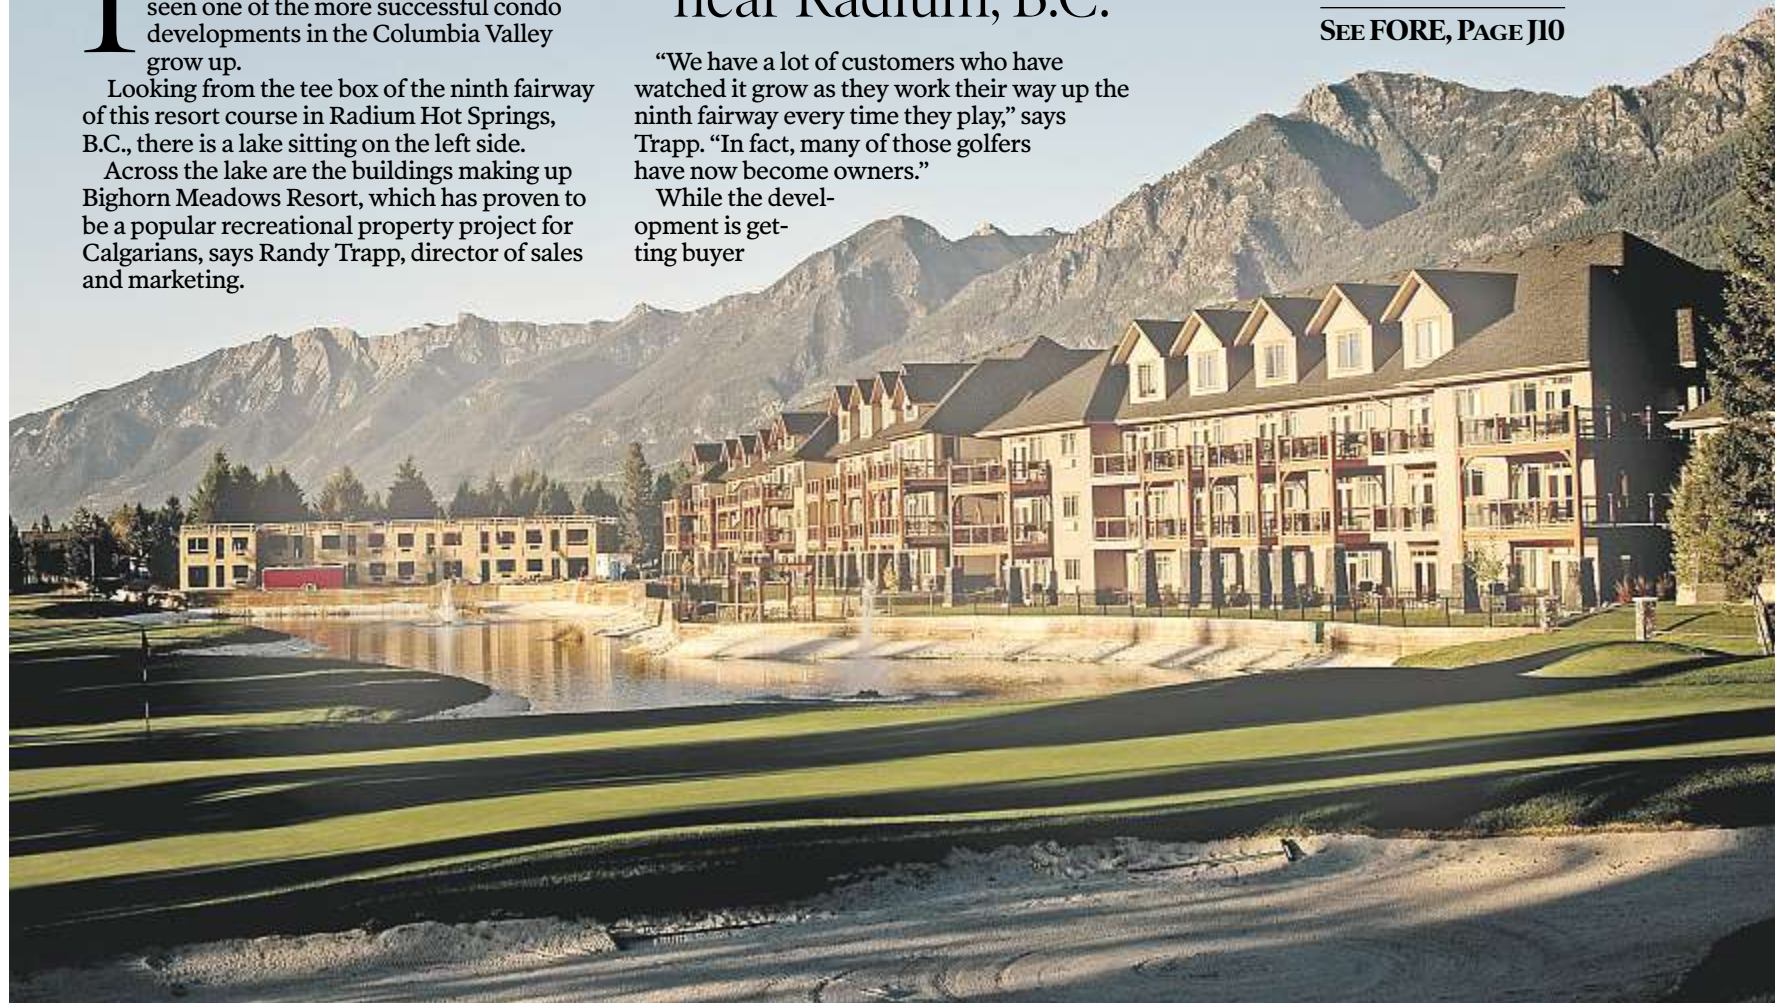 I
seen one of the more successful condo
developments in the Columbia Valley
grow up.
Looking from the tee box of the ninth fairway
of this resort course in Radium Hot Springs,
B.C., there is a lake sitting on the left side.
Across the lake are the buildings making up
Bighorn Meadows Resort, which has proven to
be a popular recreational property project for
Calgarians, says Randy Trapp, director of sales
and marketing.
near Radium, B.C.
“We have a lot of customers who have
watched it grow as they work their way up the
ninth fairway every time they play,” says
Trapp. “In fact, many of those golfers
have now become owners.”
While the devel-
opment is get-
ting buyer
SEE FORE, PAGE J10